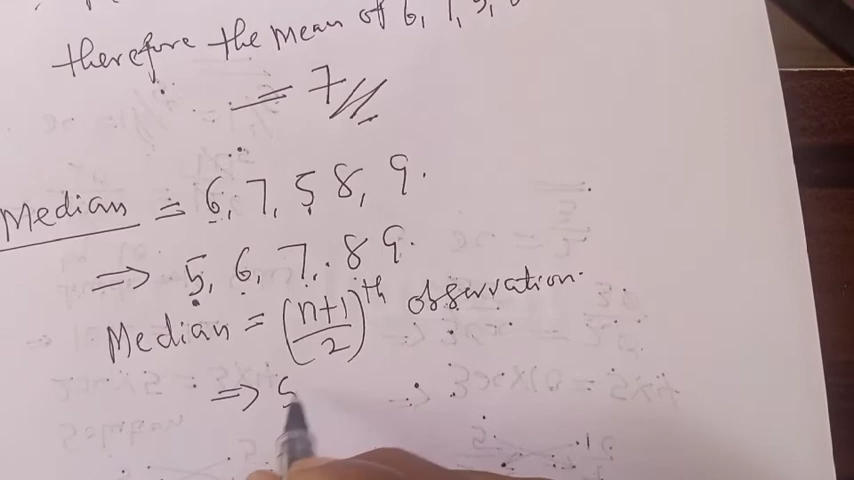 therefore the mean of 6, 7, 5,
= 7
Median = 6, 7, 5 8, 9.
=> 5, 6, 7, 8 9.
Median = (n+1/2)th observation.
=> 5